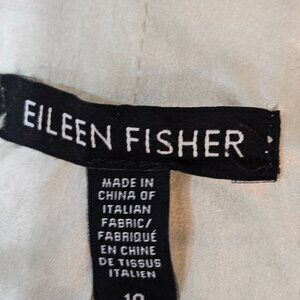 EILEEN FISHER
MADE IN
CHINA OF
ITALIAN
FABRIC/
FABRIQUÉ
EN CHINE
DE TISSUS
ITALIEN